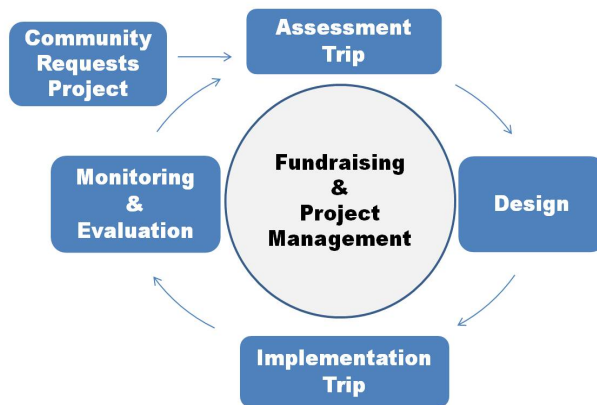 Community
Requests
Project
Assessment
Trip
Fundraising
&
Project
Management
Monitoring
&
Evaluation
Design
Implementation
Trip